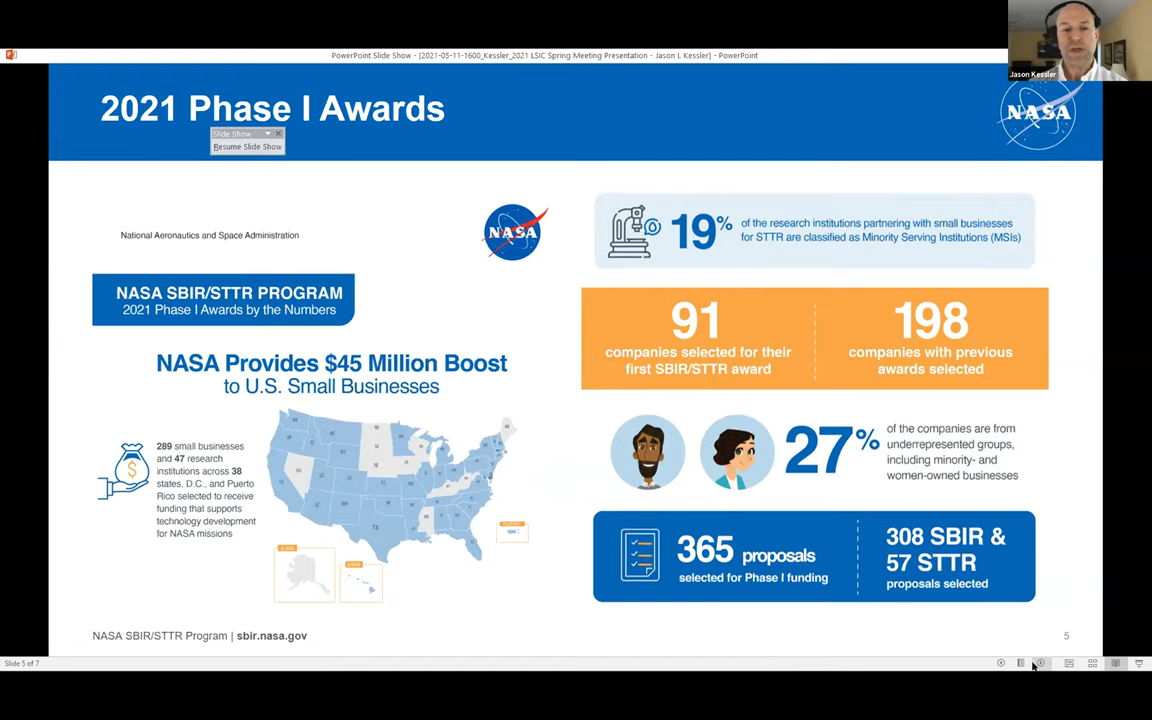 PowerPoint Slide Show - [2021-05-11-1600_Kessler_2021 LSIC Spring Meeting Presentation - Jason L Kessler] - PowerPoint
Jason Kessler
2021 Phase I Awards
NASA
Slide Show
Resume Slide Show
National Aeronautics and Space Administration
NASA
NASA SBIR/STTR PROGRAM
2021 Phase I Awards by the Numbers
NASA Provides $45 Million Boost
to U.S. Small Businesses
289 small businesses
and 47 research
institutions across 38
states, D.C., and Puerto
Rico selected to receive
funding that supports
technology development
for NASA missions
TX
19%
of the research institutions partnering with small businesses
for STTR are classified as Minority Serving Institutions (MSIs)
91
companies selected for their
first SBIR/STTR award
198
companies with previous
awards selected
27%
of the companies are from
underrepresented groups,
including minority- and
women-owned businesses
365 proposals
selected for Phase I funding
308 SBIR &
57 STTR
proposals selected
NASA SBIR/STTR Program | sbir.nasa.gov
5
Slide 5 of 7